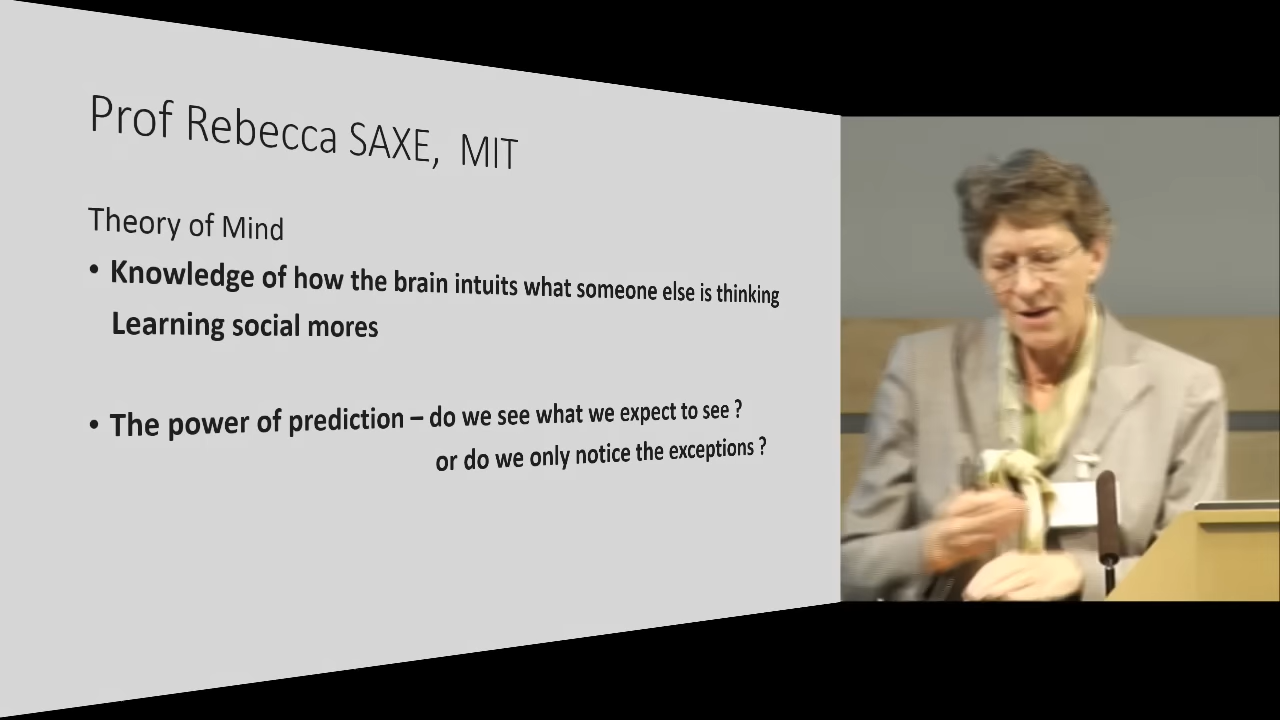 Prof Rebecca SAXE, MIT
Theory of Mind
• Knowledge of how the brain intuits what someone else is thinking
Learning social mores
• The power of prediction – do we see what we expect to see ?
or do we only notice the exceptions ?